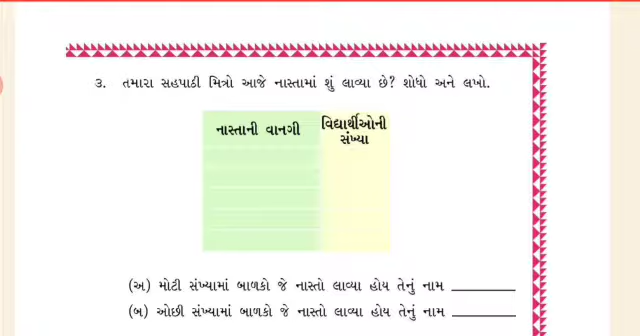 ૩. તમારા સહપાઠી મિત્રો આજે નાસ્તામાં શું લાવ્યા છે? શોધો અને લખો.
નાસ્તાની વાનગી
વિદ્યાર્થીઓની
સંખ્યા
(અ) મોટી સંખ્યામાં બાળકો જે નાસ્તો લાવ્યા હોય તેનું નામ
(બ) ઓછી સંખ્યામાં બાળકો જે નાસ્તો લાવ્યા હોય તેનું નામ